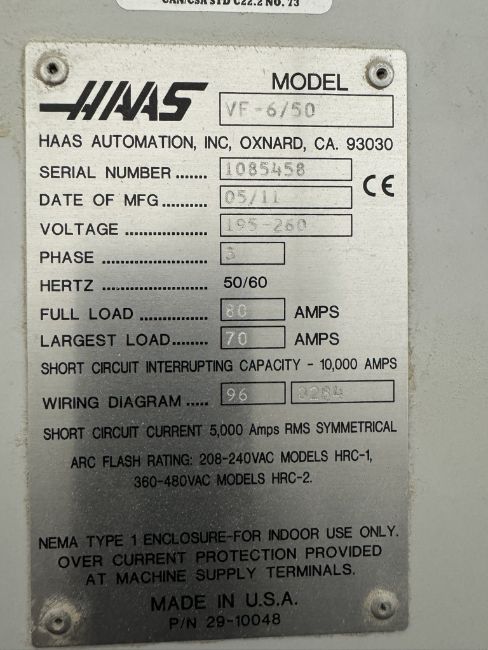 CAN/CSA STD C22.2 NO. 73
HAAS
MODEL
VF-6/50
HAAS AUTOMATION, INC, OXNARD, CA. 93030
SERIAL NUMBER ....... 1085458
DATE OF MFG .......... 05/11
CE
VOLTAGE .................. 195-260
PHASE ...................... 3
HERTZ ...................... 50/60
FULL LOAD .............. 80 AMPS
LARGEST LOAD........ 70 AMPS
SHORT CIRCUIT INTERRUPTING CAPACITY - 10,000 AMPS
WIRING DIAGRAM ..... 96
SHORT CIRCUIT CURRENT 5,000 Amps RMS SYMMETRICAL
ARC FLASH RATING: 208-240VAC MODELS HRC-1,
360-480VAC MODELS HRC-2.
NEMA TYPE 1 ENCLOSURE-FOR INDOOR USE ONLY.
OVER CURRENT PROTECTION PROVIDED
AT MACHINE SUPPLY TERMINALS.
MADE IN U.S.A.
P/N 29-10048